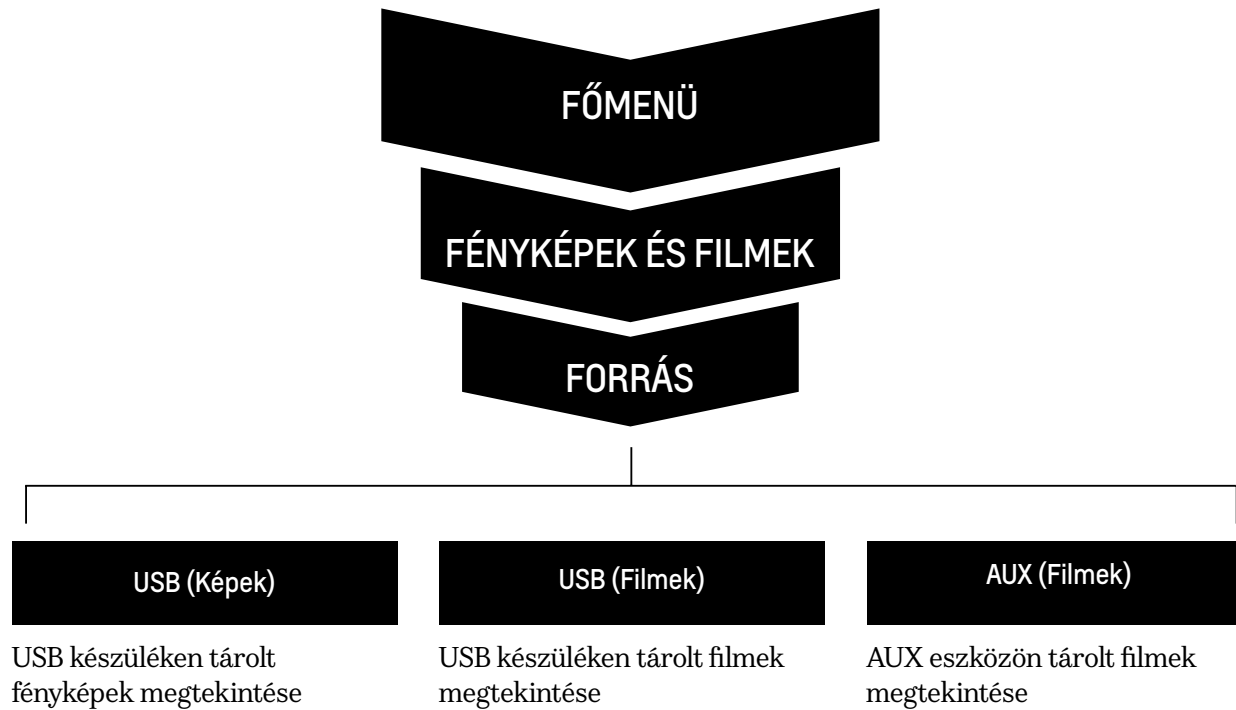 FŐMENÜ
FÉNYKÉPEK ÉS FILMEK
FORRÁS
USB (Képek)
USB készüléken tárolt
fényképek megtekintése
USB (Filmek)
USB készüléken tárolt filmek
megtekintése
AUX (Filmek)
AUX eszközön tárolt filmek
megtekintése